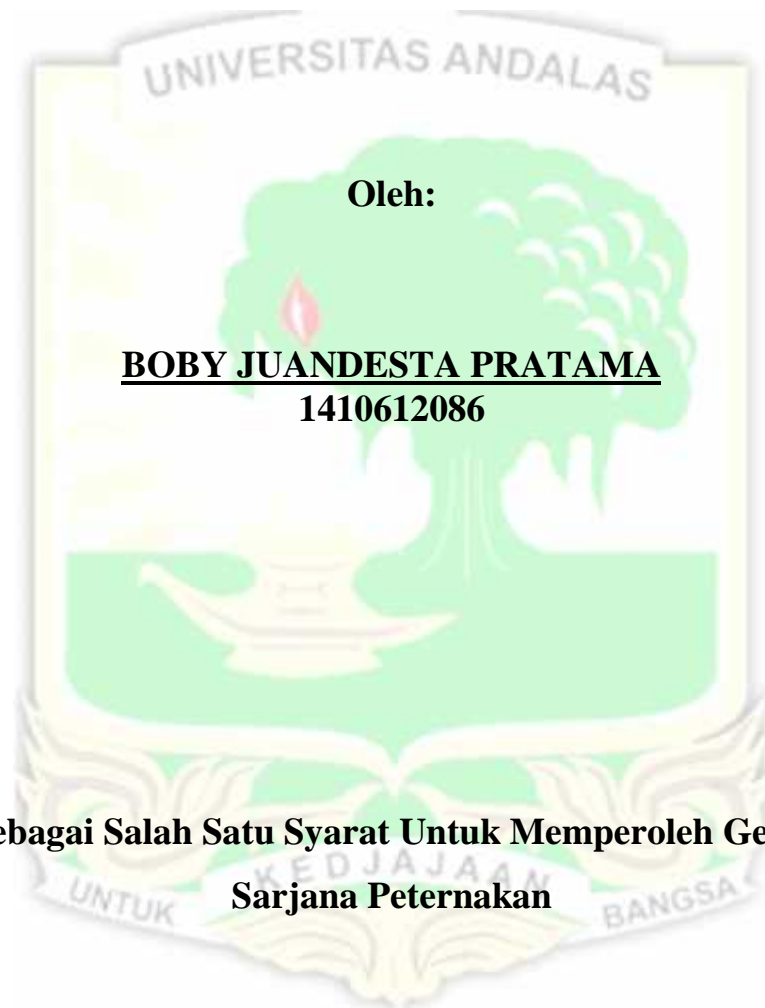 UNIVERSITAS ANDALAS
Oleh:
BOBY JUANDESTA PRATAMA
1410612086
ebagai Salah Satu Syarat Untuk Memperoleh Ge
Sarjana Peternakan
UNTUK KEDJAJAAN BANGSA